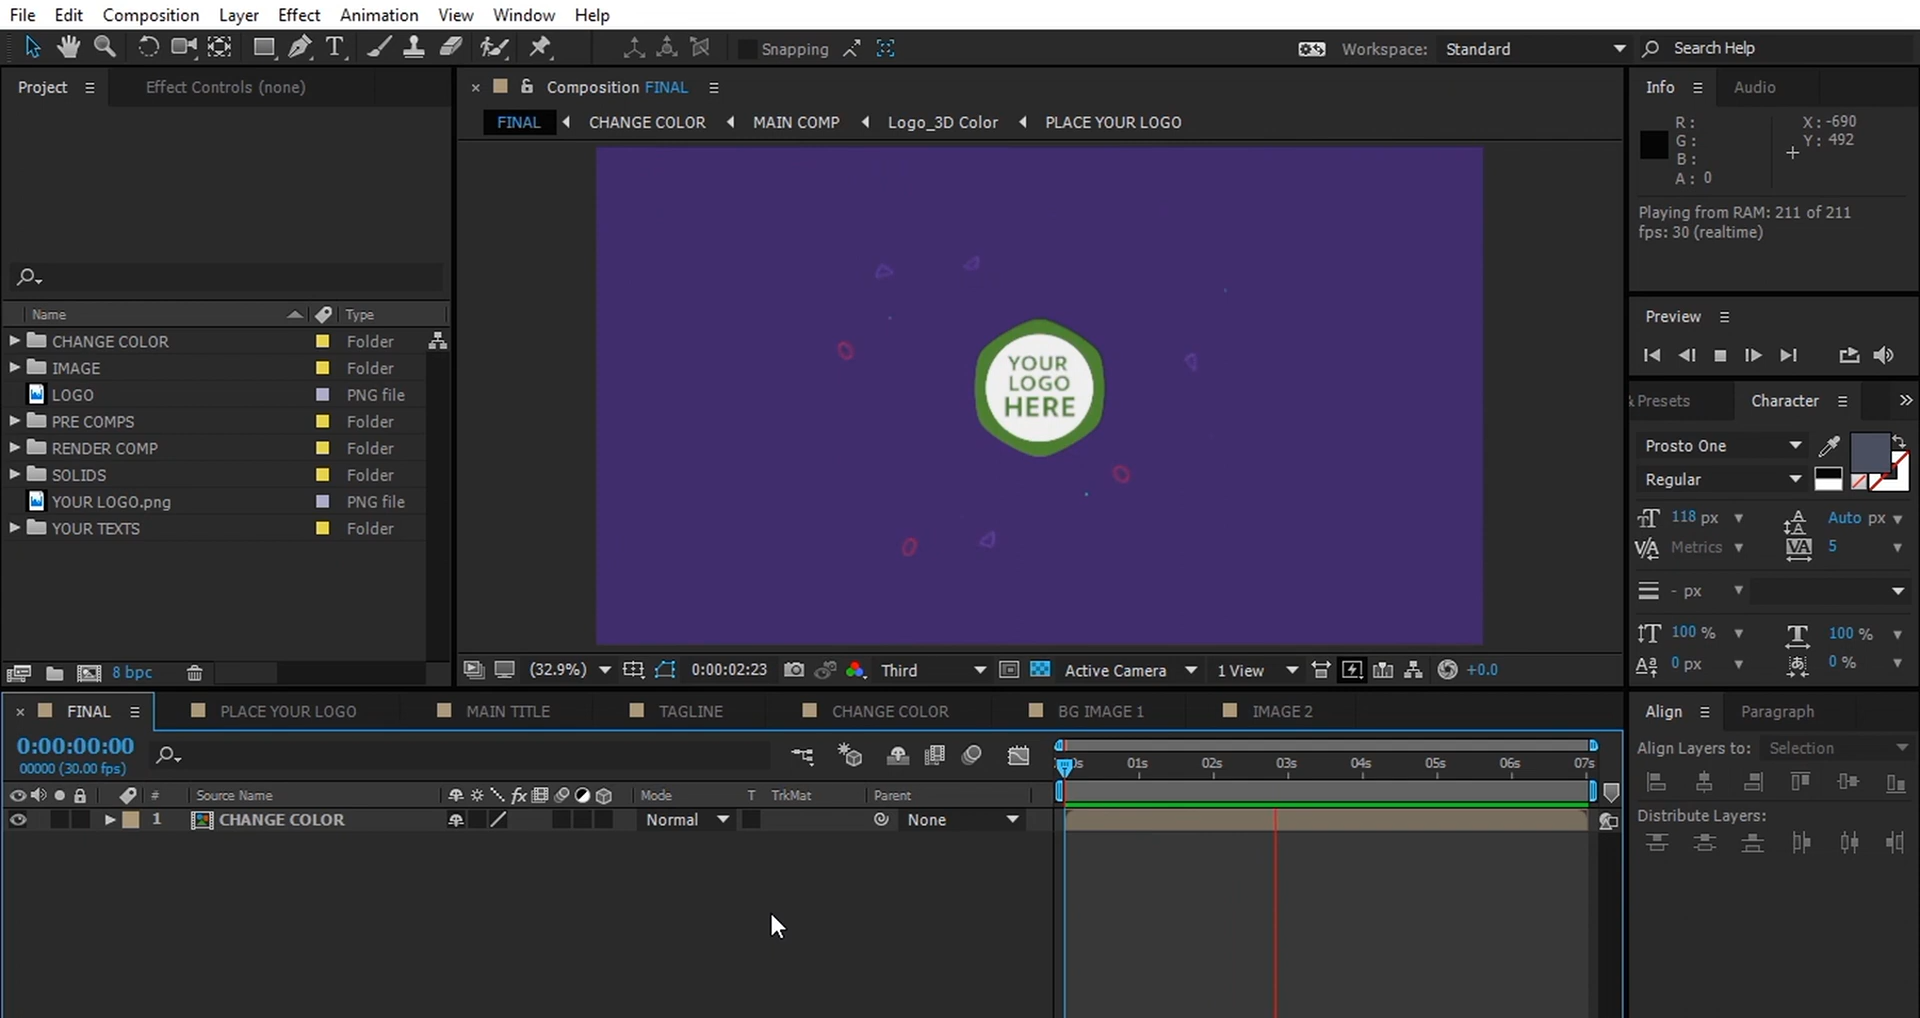 File Edit Composition Layer Effect Animation View Window Help
Snapping
Workspace: Standard
Search Help
Project
Effect Controls (none)
Name Type
CHANGE COLOR Folder
IMAGE Folder
LOGO PNG file
PRE COMPS Folder
RENDER COMP Folder
SOLIDS Folder
YOUR LOGO.png PNG file
YOUR TEXTS Folder
8 bpc
Composition FINAL
FINAL CHANGE COLOR MAIN COMP Logo_3D Color PLACE YOUR LOGO
YOUR
LOGO
HERE
(32.9%) 0:00:02:23 Third Active Camera 1 View +0.0
Info Audio
R:
G:
B:
A: 0
X: -690
Y: 492
Playing from RAM: 211 of 211
fps: 30 (realtime)
Preview
& Presets Character
Prosto One
Regular
118 px Auto px
Metrics 5
- px
100 % 100 %
0 px 0 %
FINAL PLACE YOUR LOGO MAIN TITLE TAGLINE CHANGE COLOR BG IMAGE 1 IMAGE 2
0:00:00:00
00000 (30.00 fps)
01s 02s 03s 04s 05s 06s 07s
# Source Name fx Mode T TrkMat Parent
1 CHANGE COLOR Normal None
Align Paragraph
Align Layers to: Selection
Distribute Layers: